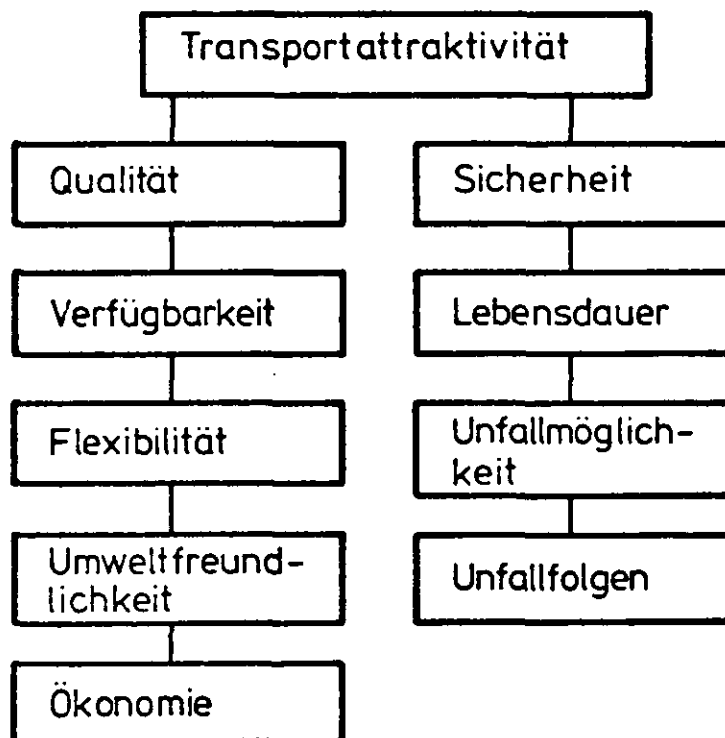 Transportattraktivität
Qualität
Verfügbarkeit
Flexibilität
Umweltfreund-
lichkeit
Ökonomie
Sicherheit
Lebensdauer
Unfallmöglich-
keit
Unfallfolgen